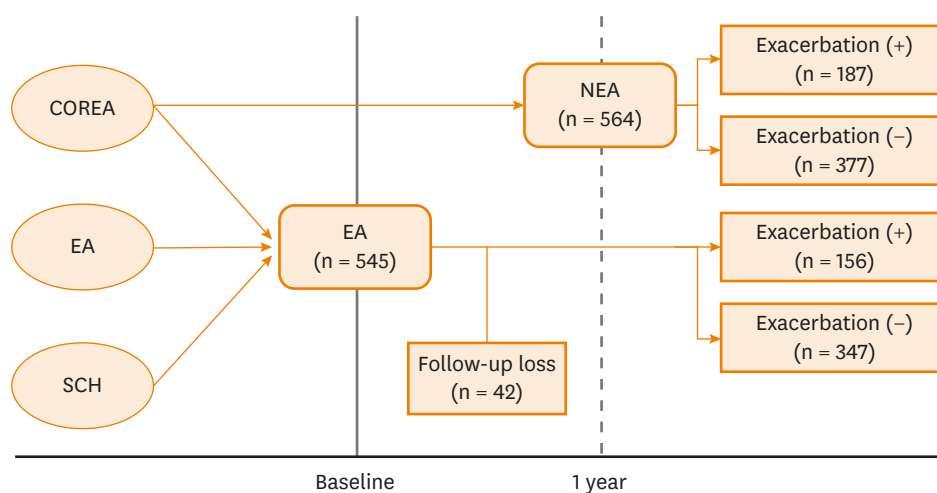 COREA
EA
SCH
EA
(n = 545)
Follow-up loss
(n = 42)
NEA
(n = 564)
Exacerbation (+)
(n = 187)
Exacerbation (−)
(n = 377)
Exacerbation (+)
(n = 156)
Exacerbation (−)
(n = 347)
Baseline
1 year